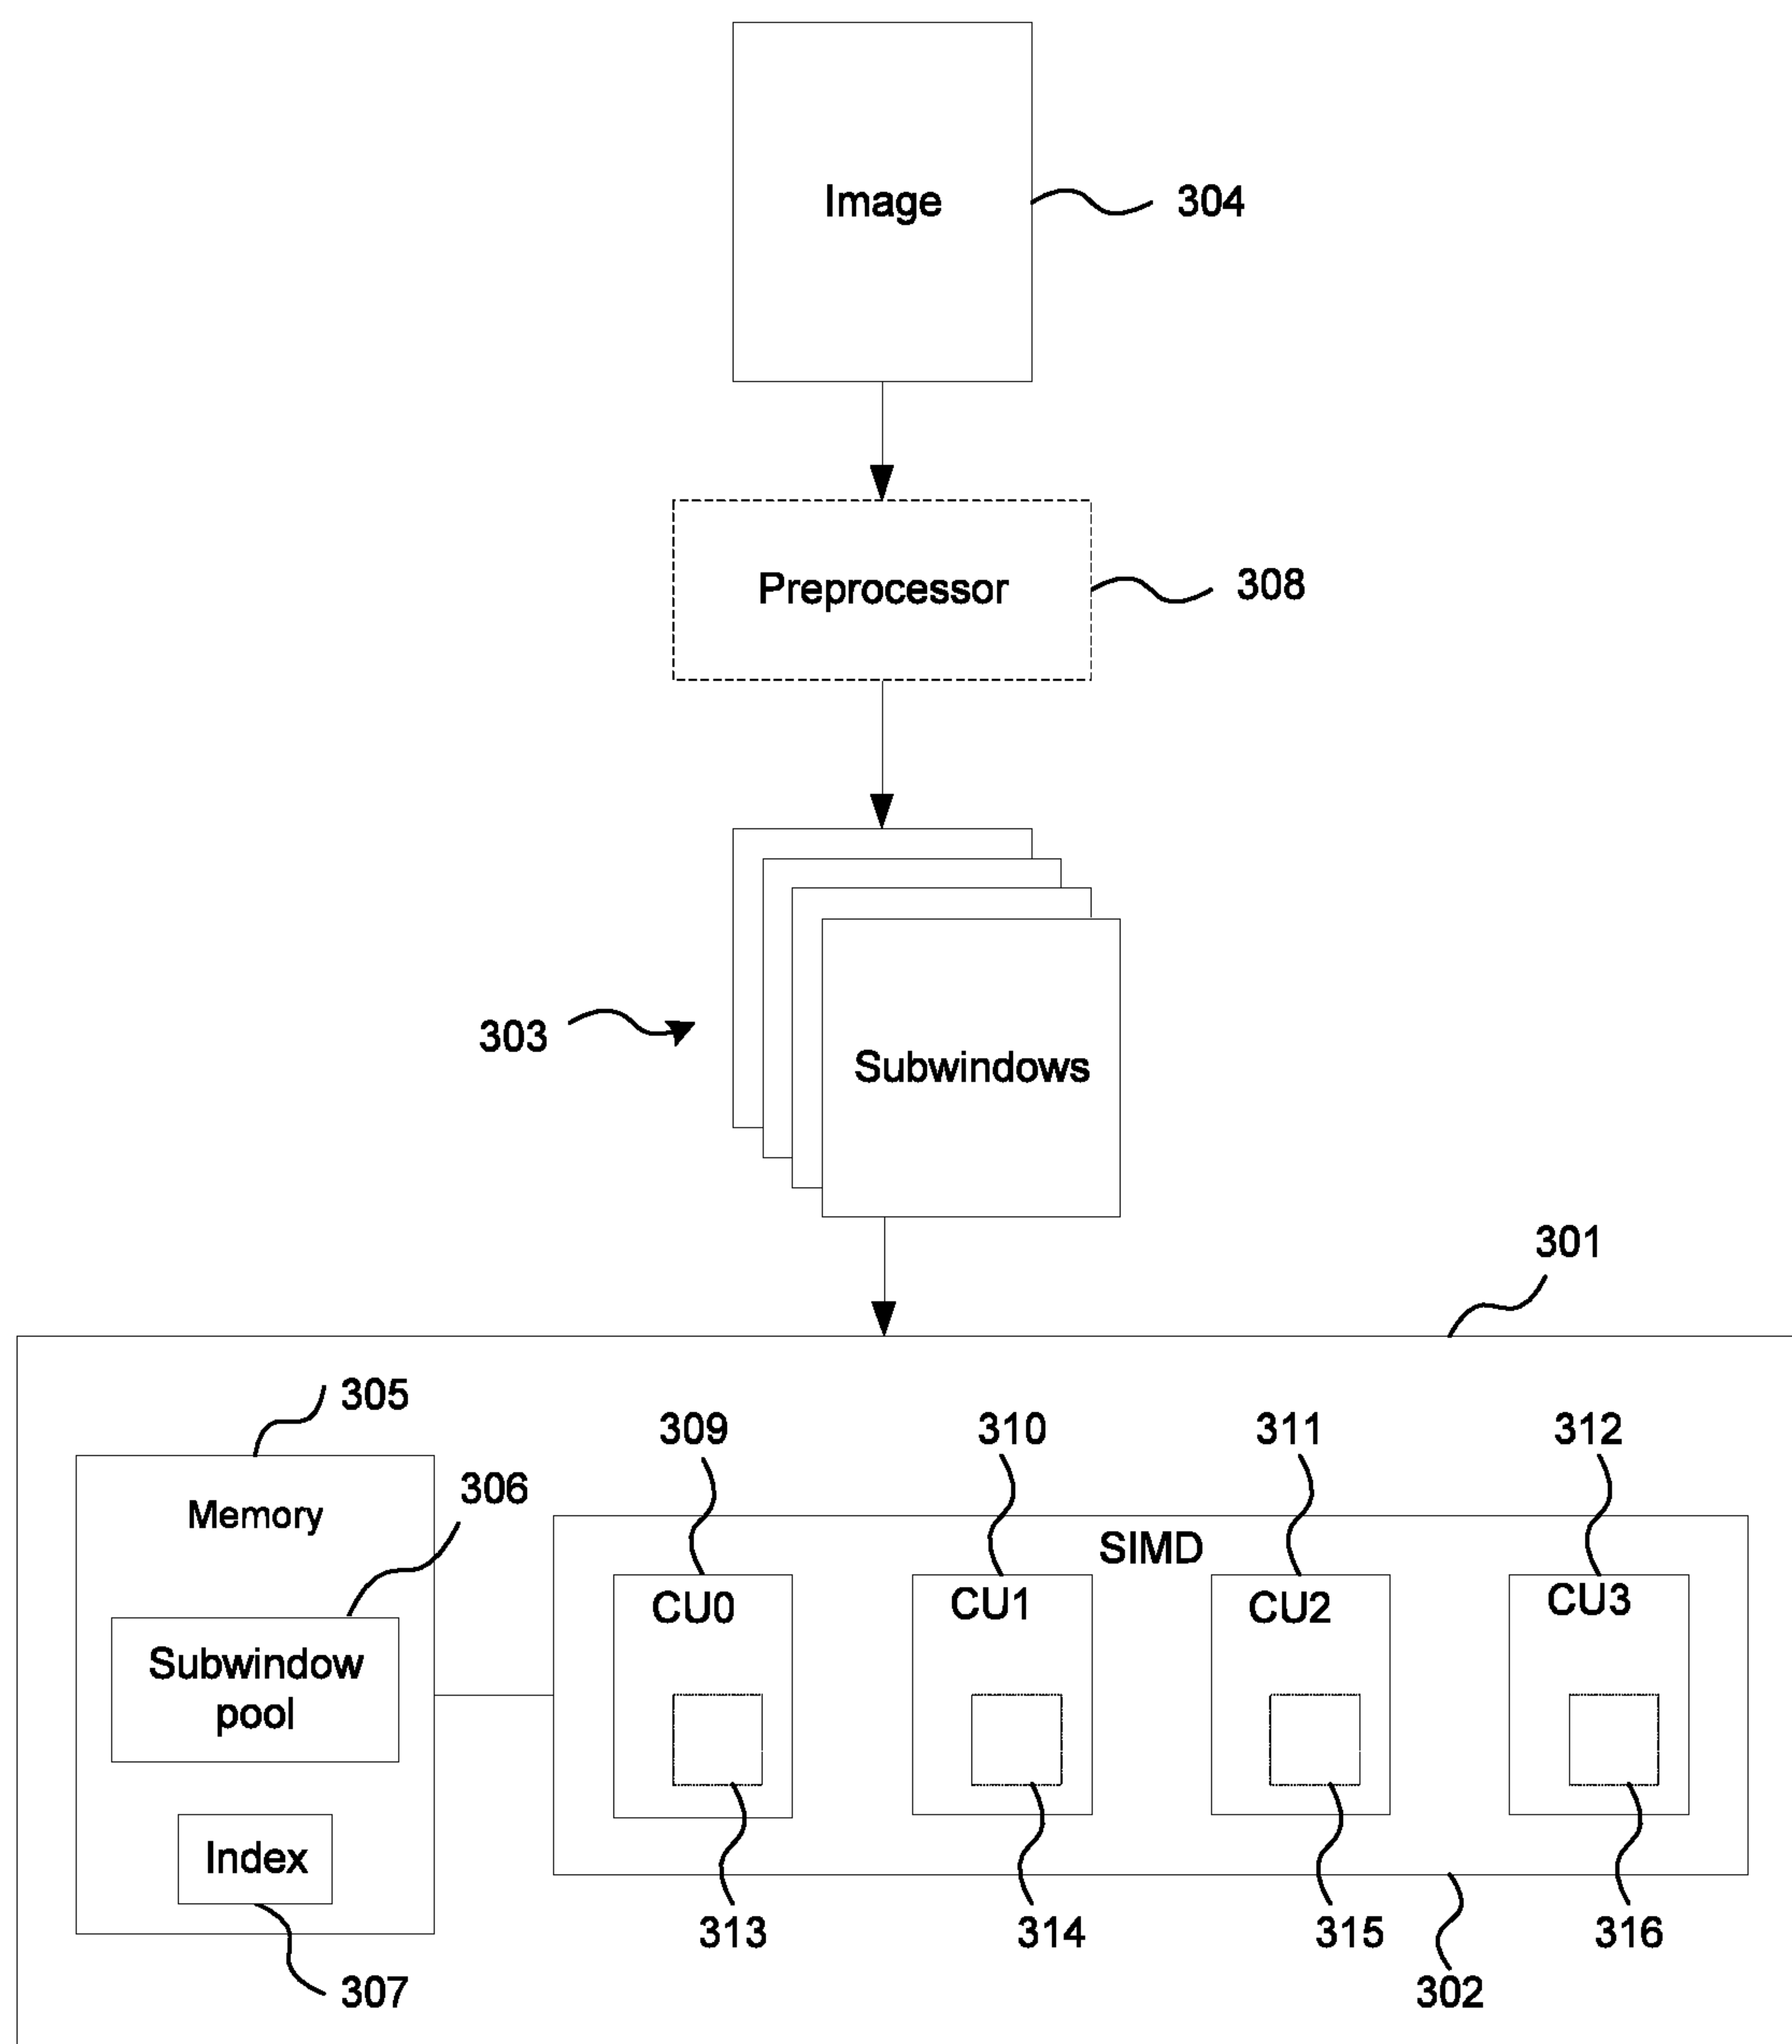 Image
304
Preprocessor
308
303
Subwindows
301
305
309
310
311
312
Memory
306
SIMD
CU0
CU1
CU2
CU3
Subwindow
pool
Index
313
314
315
316
307
302